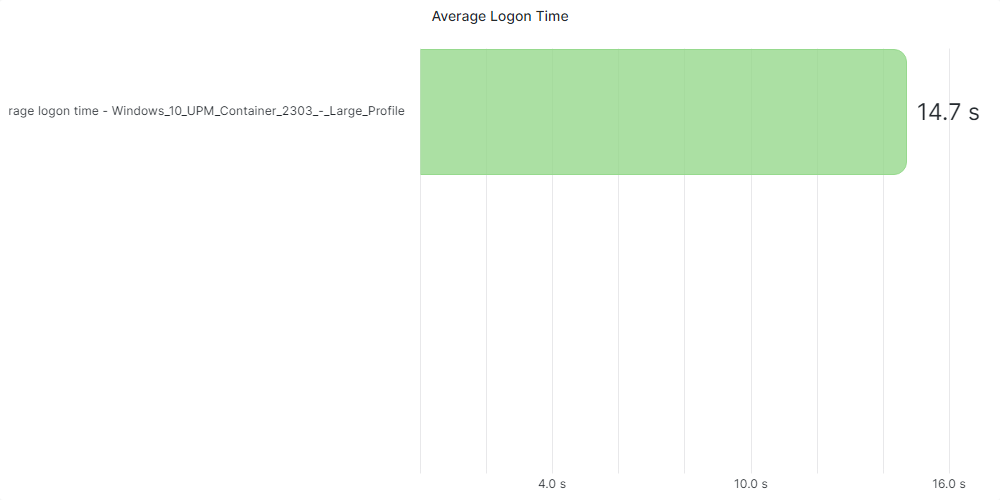 Average Logon Time
rage logon time - Windows_10_UPM_Container_2303_-_Large_Profile
14.7 s
4.0 s
10.0 s
16.0 s